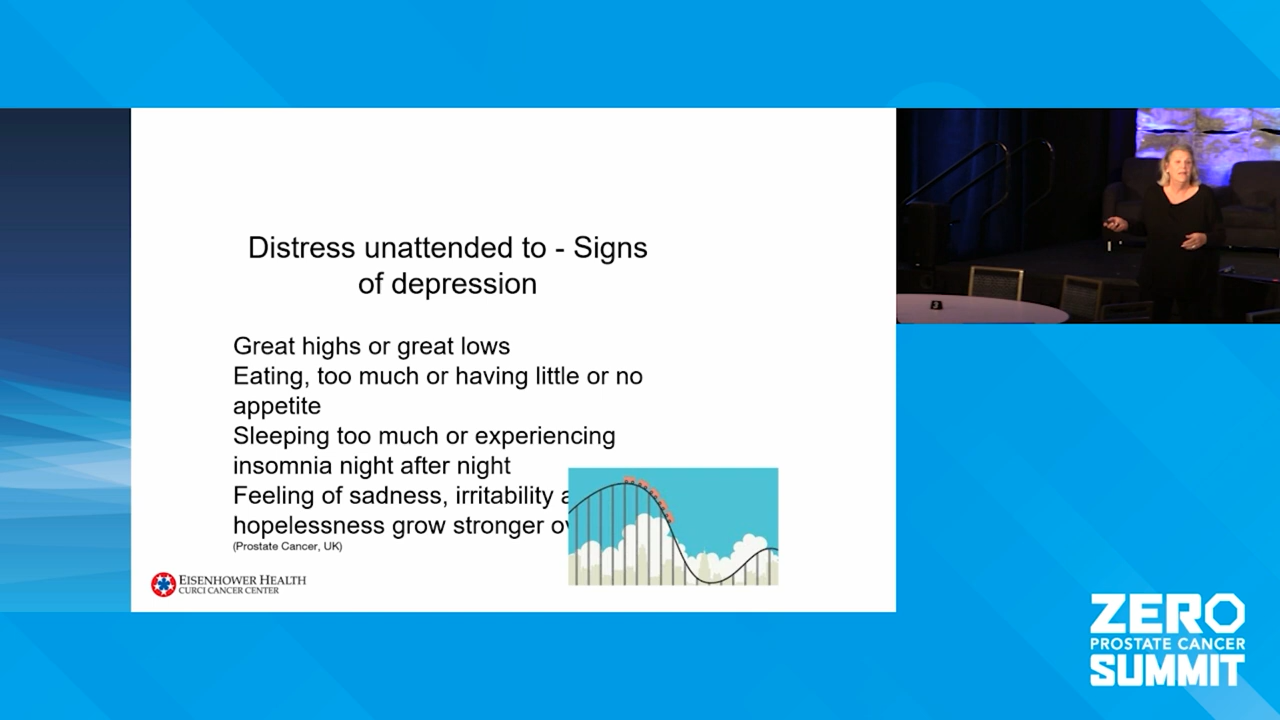 Distress unattended to - Signs
of depression
Great highs or great lows
Eating, too much or having little or no
appetite
Sleeping too much or experiencing
insomnia night after night
Feeling of sadness, irritability
hopelessness grow stronger
(Prostate Cancer, UK)
EISENHOWER HEALTH
CURCI CANCER CENTER
ZERO
PROSTATE CANCER
SUMMIT